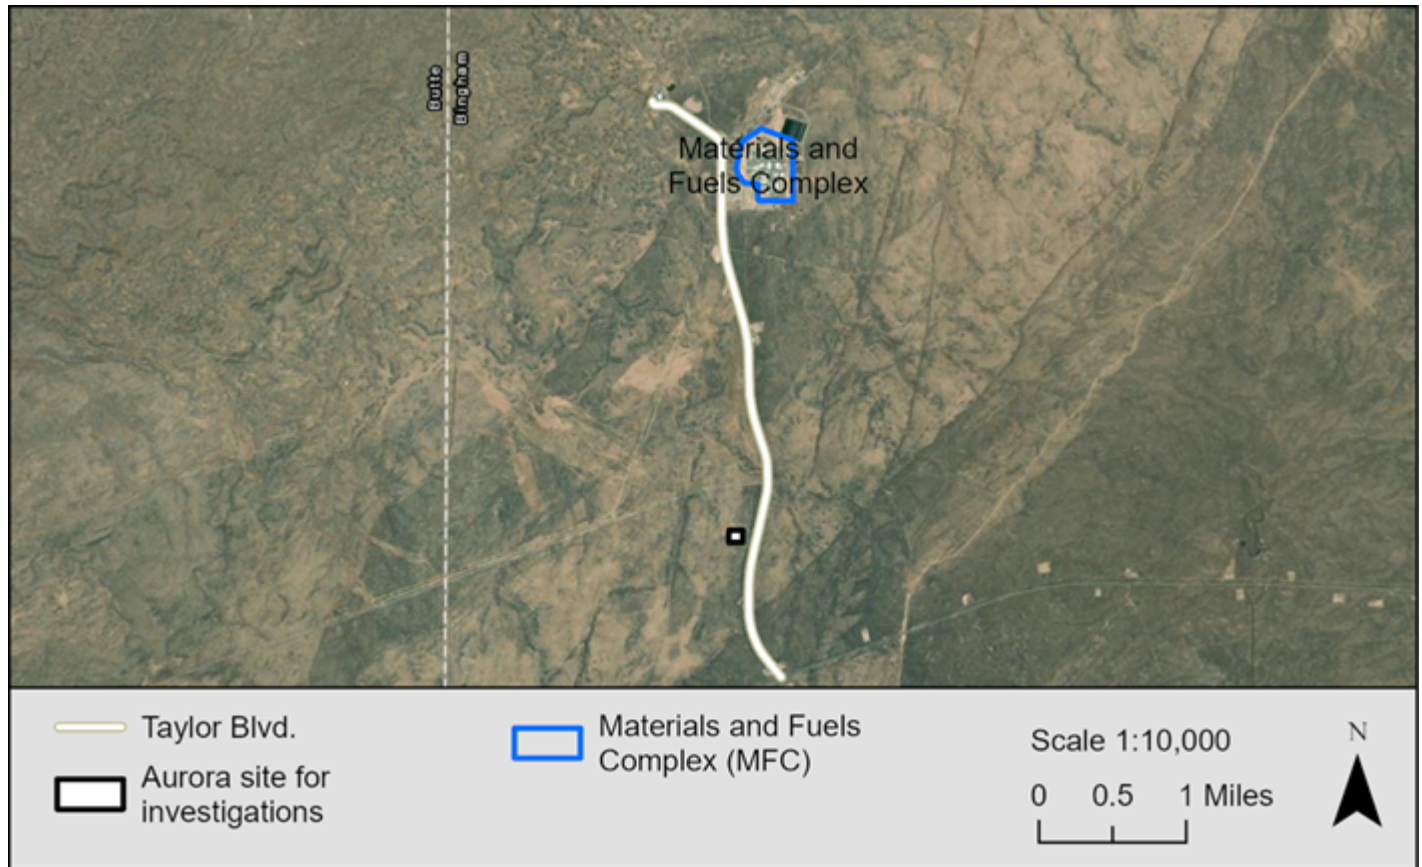 Butte
Bingham
Materials and
Fuels Complex
Taylor Blvd.
Aurora site for
investigations
Materials and Fuels
Complex (MFC)
Scale 1:10,000
0 0.5 1 Miles
N